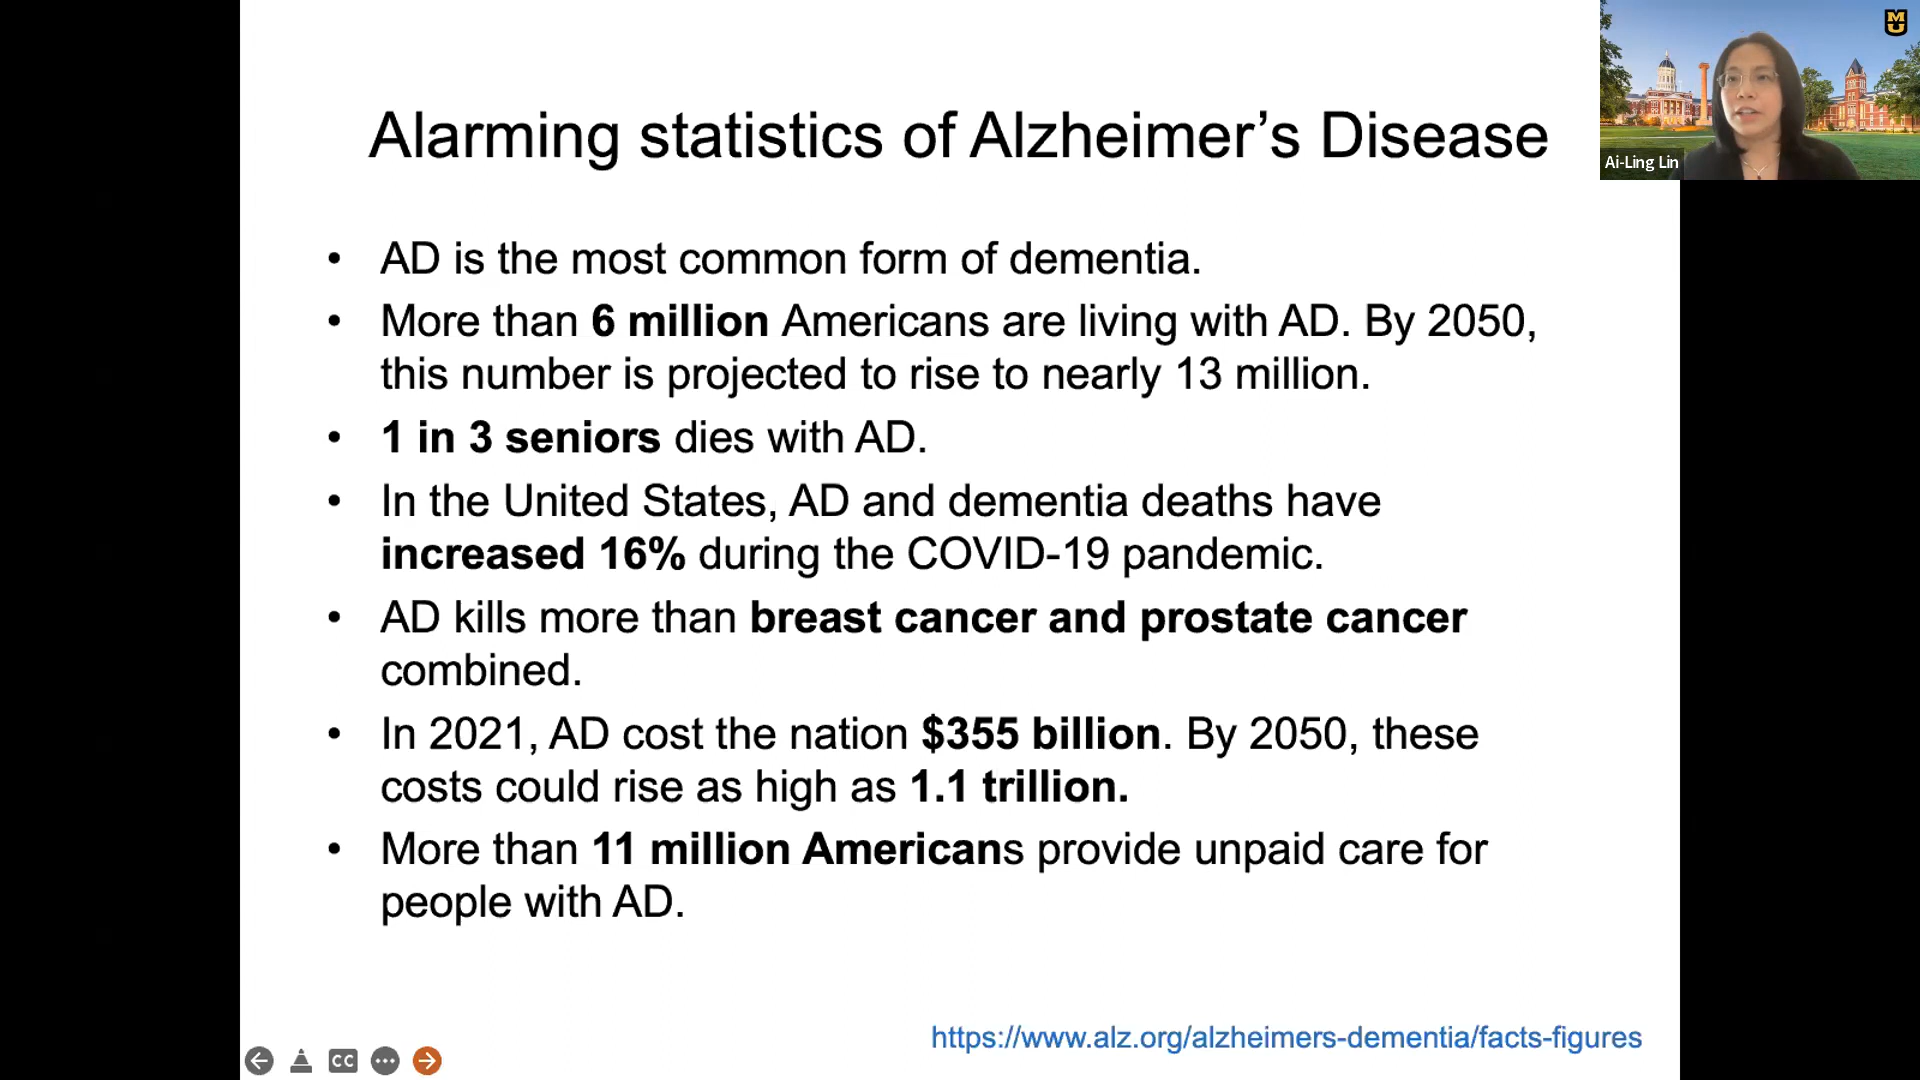 Alarming statistics of Alzheimer’s Disease
• AD is the most common form of dementia.
• More than 6 million Americans are living with AD. By 2050,
this number is projected to rise to nearly 13 million.
• 1 in 3 seniors dies with AD.
• In the United States, AD and dementia deaths have
increased 16% during the COVID-19 pandemic.
• AD kills more than breast cancer and prostate cancer
combined.
• In 2021, AD cost the nation $355 billion. By 2050, these
costs could rise as high as 1.1 trillion.
• More than 11 million Americans provide unpaid care for
people with AD.
https://www.alz.org/alzheimers-dementia/facts-figures
CC
MU
Ai-Ling Lin